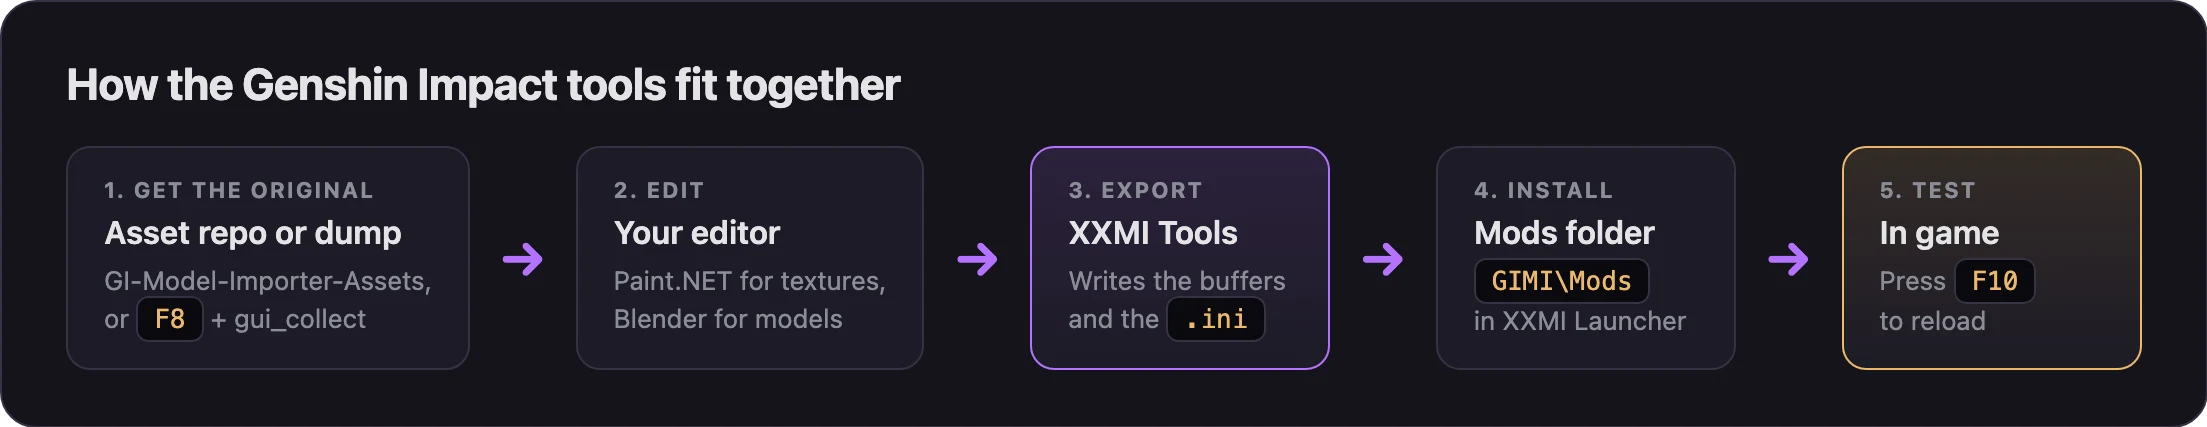 How the Genshin Impact tools fit together
1. GET THE ORIGINAL
Asset repo or dump
GI-Model-Importer-Assets,
or F8 + gui_collect
2. EDIT
Your editor
Paint.NET for textures,
Blender for models
3. EXPORT
XXMI Tools
Writes the buffers
and the .ini
4. INSTALL
Mods folder
GIMI\Mods
in XXMI Launcher
5. TEST
In game
Press F10
to reload